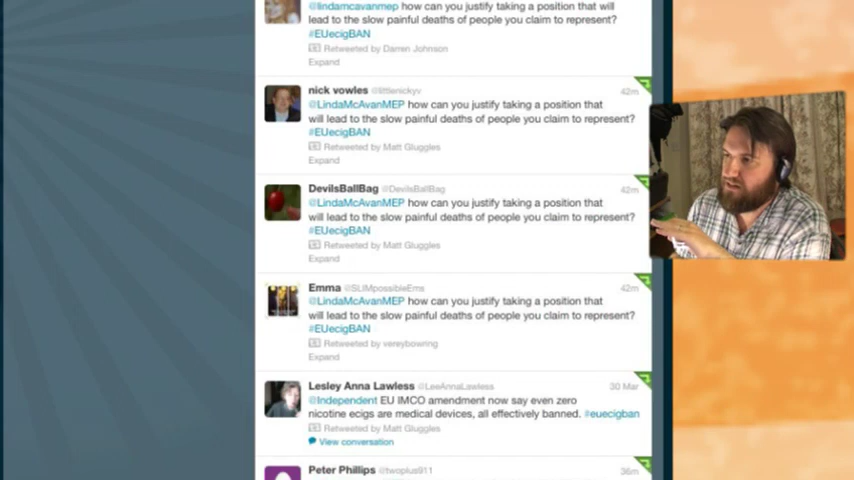 @lindamcavanmep how can you justify taking a position that will
lead to the slow painful deaths of people you claim to represent?
#EUecigBAN
Retweeted by Darren Johnson
Expand
nick vowles @littlenickyv 42m
@LindaMcAvanMEP how can you justify taking a position that
will lead to the slow painful deaths of people you claim to represent?
#EUecigBAN
Retweeted by Matt Gluggles
Expand
DevilsBallBag @DevilsBallBag 42m
@LindaMcAvanMEP how can you justify taking a position that
will lead to the slow painful deaths of people you claim to represent?
#EUecigBAN
Retweeted by Matt Gluggles
Expand
Emma @SLIMpossibleEms 42m
@LindaMcAvanMEP how can you justify taking a position that
will lead to the slow painful deaths of people you claim to represent?
#EUecigBAN
Retweeted by vereybowring
Expand
Lesley Anna Lawless @LeeAnnaLawless 30 Mar
@Independent EU IMCO amendment now say even zero
nicotine ecigs are medical devices, all effectively banned. #euecigban
Retweeted by Matt Gluggles
View conversation
Peter Phillips @twoplus911 36m